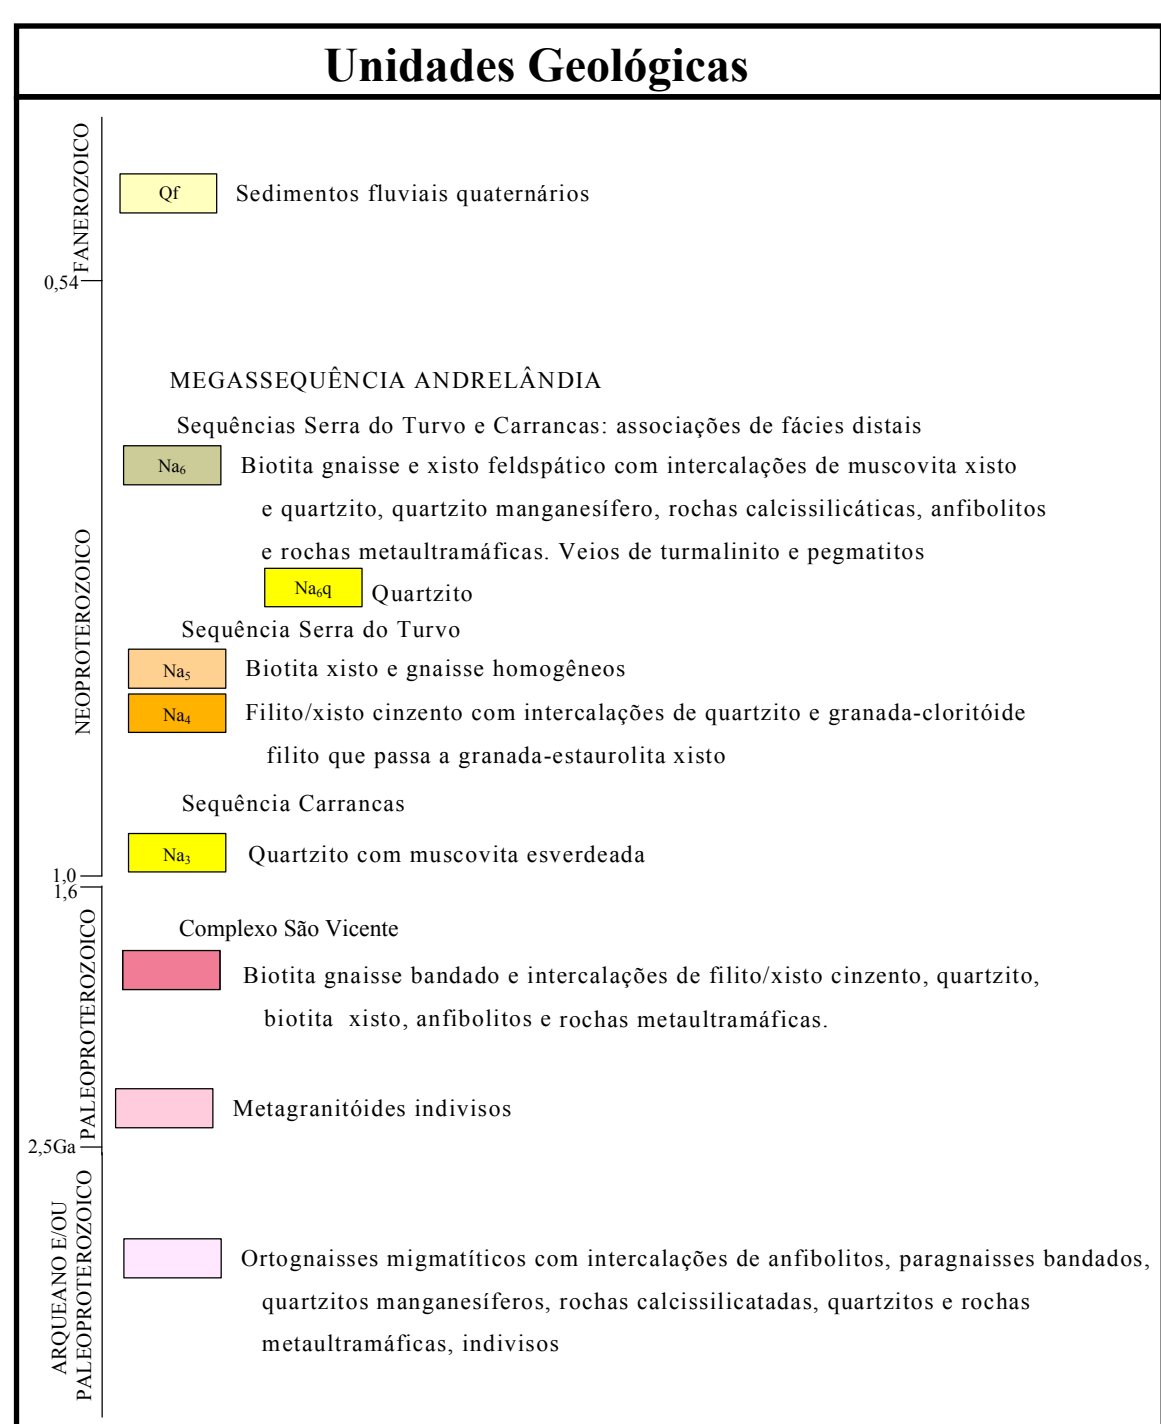 Unidades Geológicas
FANEROZOICO
Qf Sedimentos fluviais quaternários
0,54
MEGASSEQUÊNCIA ANDRELÂNDIA
Sequências Serra do Turvo e Carrancas: associações de fácies distais
Na₆ Biotita gnaisse e xisto feldspático com intercalações de muscovita xisto
e quartzito, quartzito manganesífero, rochas calcissilicáticas, anfibolitos
e rochas metaultramáficas. Veios de turmalinito e pegmatitos
Na₆q Quartzito
NEOPROTEROZOICO
Sequência Serra do Turvo
Na₅ Biotita xisto e gnaisse homogêneos
Na₄ Filito/xisto cinzento com intercalações de quartzito e granada-cloritóide
filito que passa a granada-estaurolita xisto
Sequência Carrancas
Na₃ Quartzito com muscovita esverdeada
1,0
1,6
PALEOPROTEROZOICO
Complexo São Vicente
Biotita gnaisse bandado e intercalações de filito/xisto cinzento, quartzito,
biotita xisto, anfibolitos e rochas metaultramáficas.
Metagranitóides indivisos
2,5Ga
ARQUEANO E/OU
PALEOPROTEROZOICO
Ortognaisses migmatíticos com intercalações de anfibolitos, paragnaisses bandados,
quartzitos manganesíferos, rochas calcissilicatadas, quartzitos e rochas
metaultramáficas, indivisos